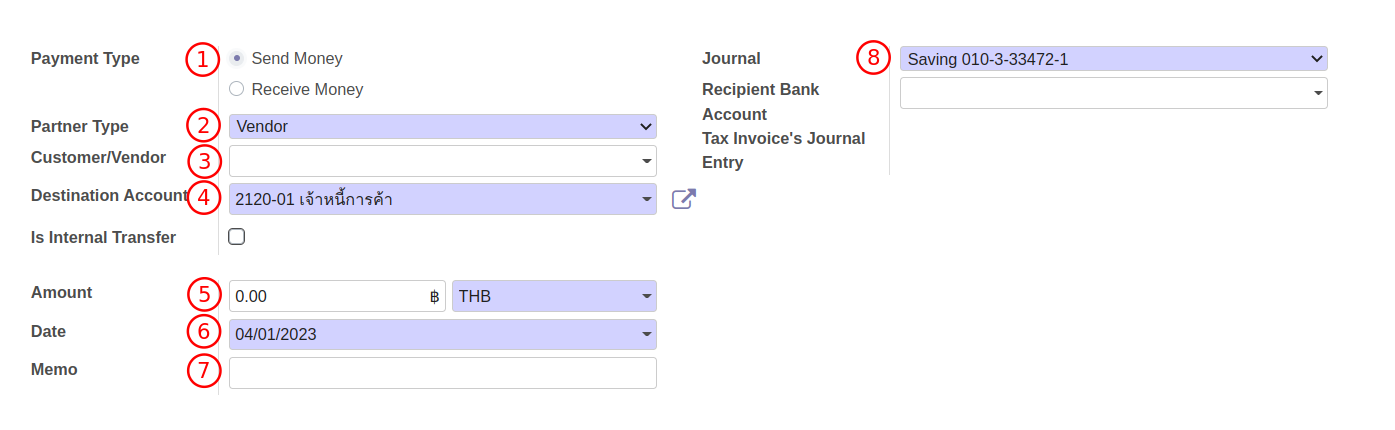 Payment Type 1 Send Money
Receive Money
Partner Type 2 Vendor
Customer/Vendor 3
Destination Account 4 2120-01 เจ้าหนี้การค้า
Is Internal Transfer
Amount 5 0.00 ฿ THB
Date 6 04/01/2023
Memo 7
Journal 8 Saving 010-3-33472-1
Recipient Bank
Account
Tax Invoice's Journal
Entry